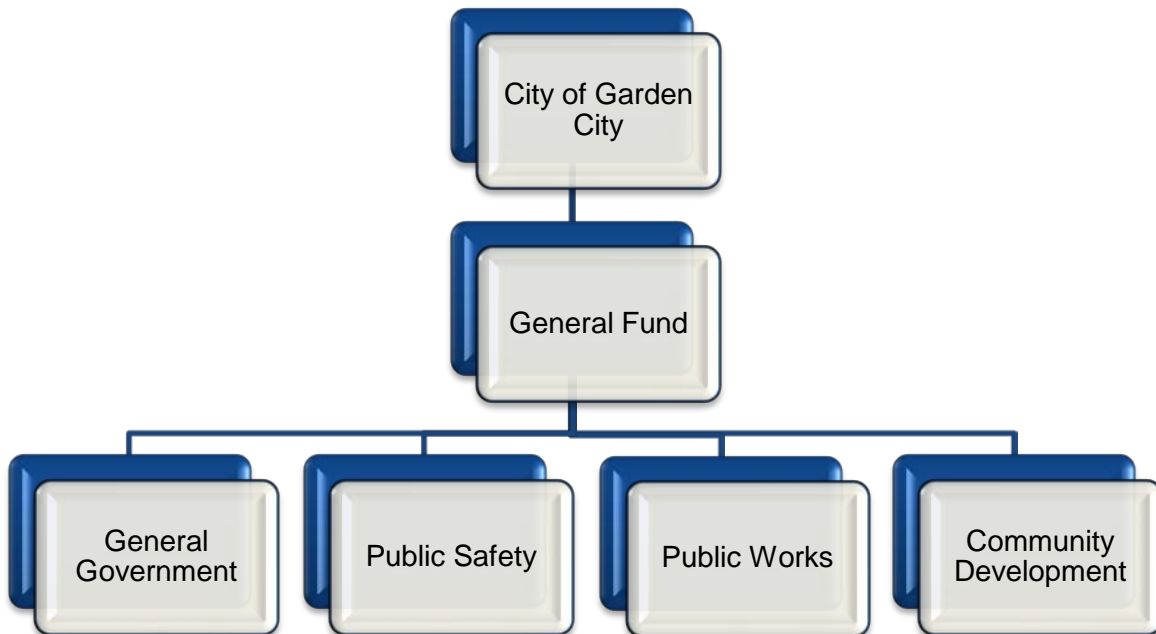 City of Garden
City
General Fund
General
Government
Public Safety
Public Works
Community
Development